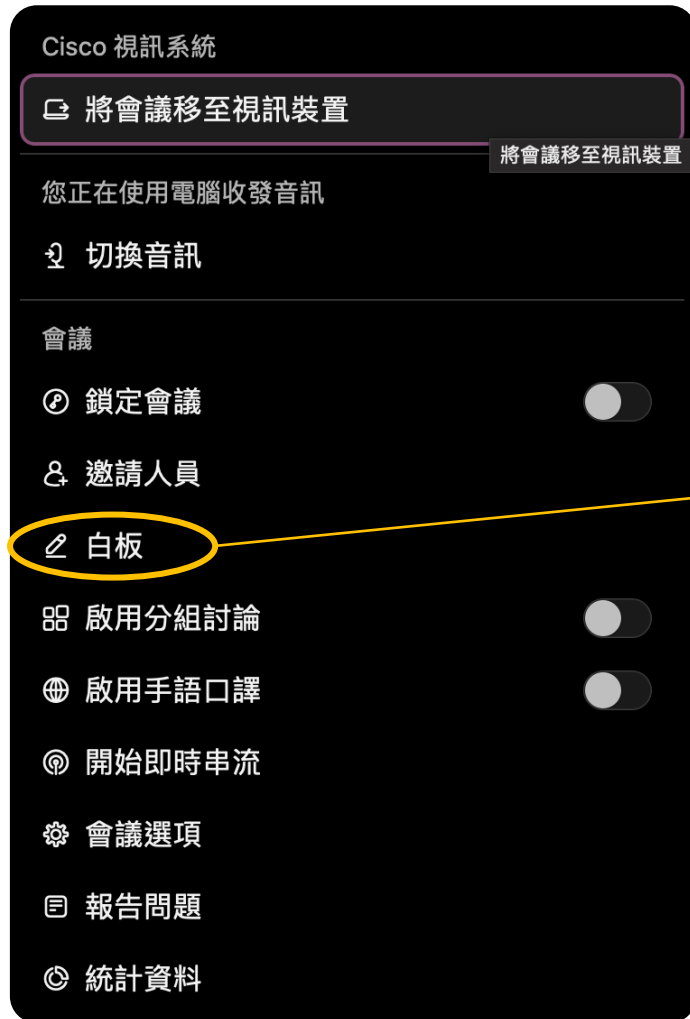 Cisco 視訊系統
將會議移至視訊裝置
將會議移至視訊裝置
您正在使用電腦收發音訊
切換音訊
會議
鎖定會議
邀請人員
白板
啟用分組討論
啟用手語口譯
開始即時串流
會議選項
報告問題
統計資料